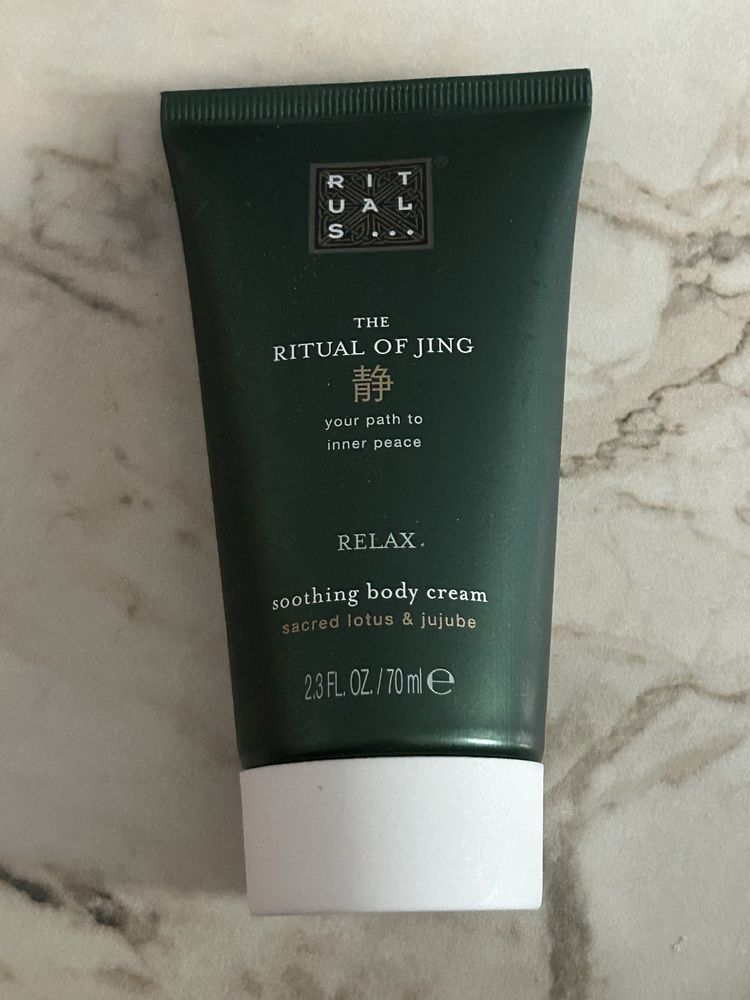 RIT
UAL
S...
®
THE
RITUAL OF JING
静
your path to
inner peace
RELAX.
soothing body cream
sacred lotus & jujube
2.3 FL. OZ. / 70 ml ℮